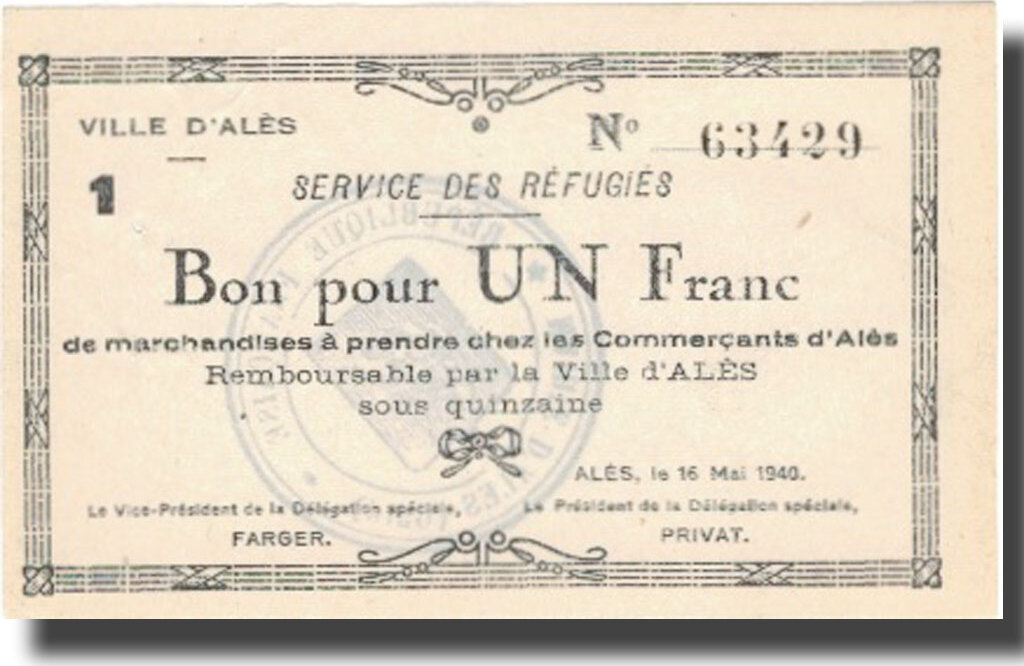 VILLE D'ALÈS
Nº 63429
1
SERVICE DES RÉFUGIÉS
Bon pour UN Franc
de marchandises à prendre chez les Commerçants d'Alès
Remboursable par la Ville d'ALÈS
sous quinzaine
ALÈS, le 16 Mai 1940.
Le Vice-Président de la Délégation spéciale,
Le Président de la Délégation spéciale,
FARGER.
PRIVAT.